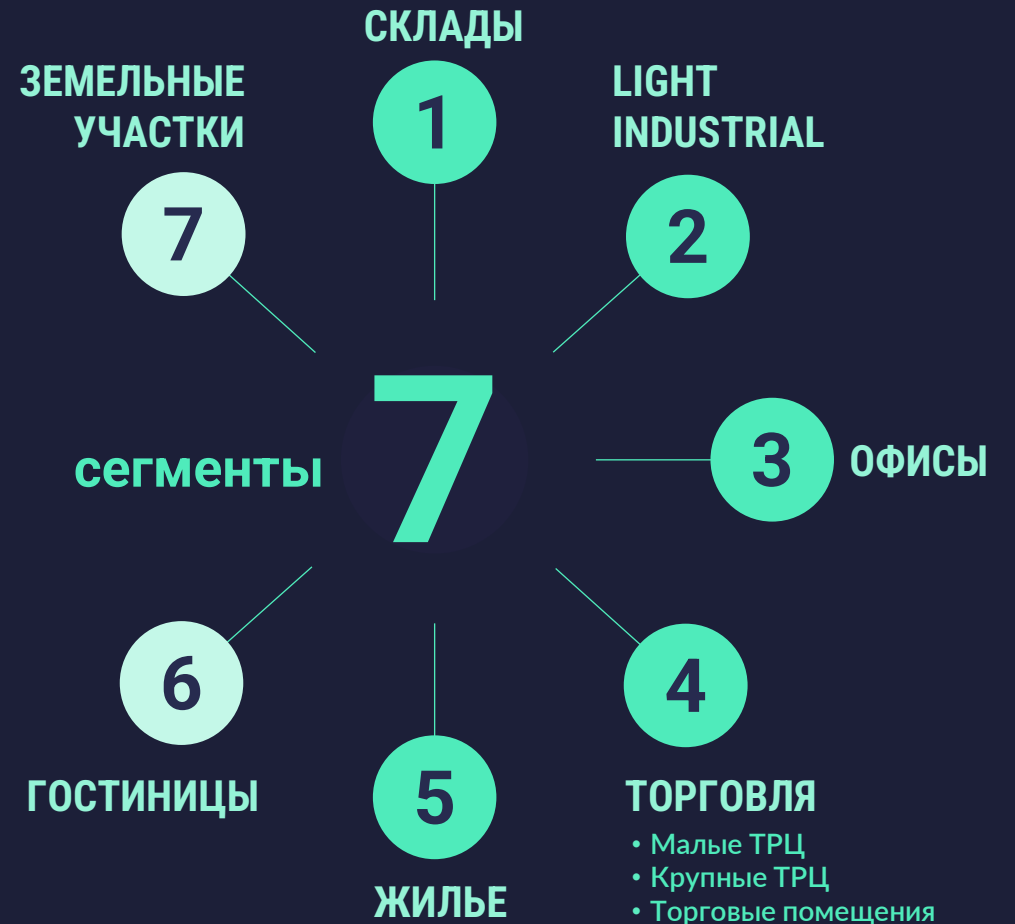 СКЛАДЫ
1
LIGHT
INDUSTRIAL
2
3
ОФИСЫ
4
ТОРГОВЛЯ
• Малые ТРЦ
• Крупные ТРЦ
• Торговые помещения
5
ЖИЛЬЕ
6
ГОСТИНИЦЫ
ЗЕМЕЛЬНЫЕ
УЧАСТКИ
7
сегменты 7